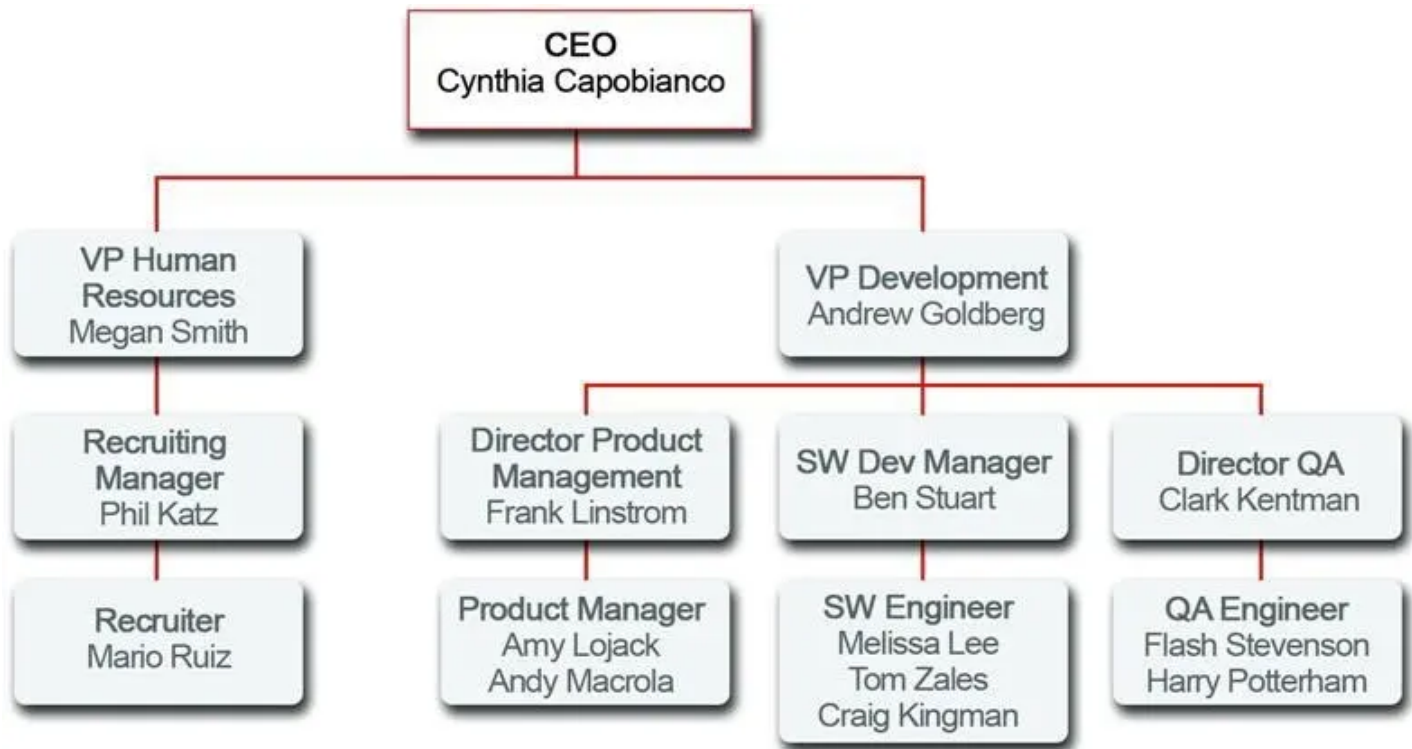 CEO
Cynthia Capobianco
VP Human
Resources
Megan Smith
VP Development
Andrew Goldberg
Recruiting
Manager
Phil Katz
Director Product
Management
Frank Linstrom
SW Dev Manager
Ben Stuart
Director QA
Clark Kentman
Recruiter
Mario Ruiz
Product Manager
Amy Lojack
Andy Macrola
SW Engineer
Melissa Lee
Tom Zales
Craig Kingman
QA Engineer
Flash Stevenson
Harry Potterham